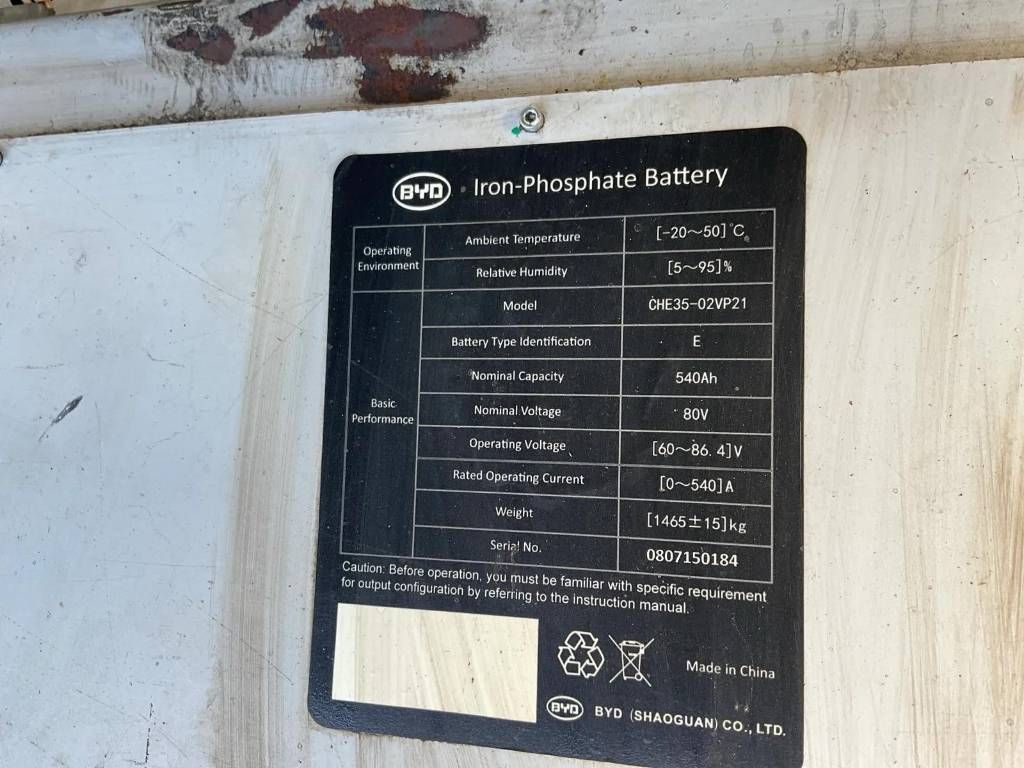 BYD Iron-Phosphate Battery
Operating Environment
Ambient Temperature [-20~50]℃
Relative Humidity [5~95]%
Basic Performance
Model CHE35-02VP21
Battery Type Identification E
Nominal Capacity 540Ah
Nominal Voltage 80V
Operating Voltage [60~86.4]V
Rated Operating Current [0~540]A
Weight [1465±15]kg
Serial No. 0807150184
Caution: Before operation, you must be familiar with specific requirement
for output configuration by referring to the instruction manual.
Made in China
BYD BYD (SHAOGUAN) CO., LTD.